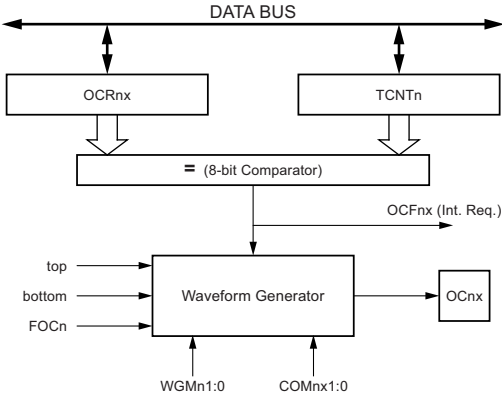 DATA BUS
OCRnx
TCNTn
= (8-bit Comparator)
OCFnx (Int. Req.)
top
bottom
FOCn
Waveform Generator
OCnx
WGMn1:0
COMnx1:0